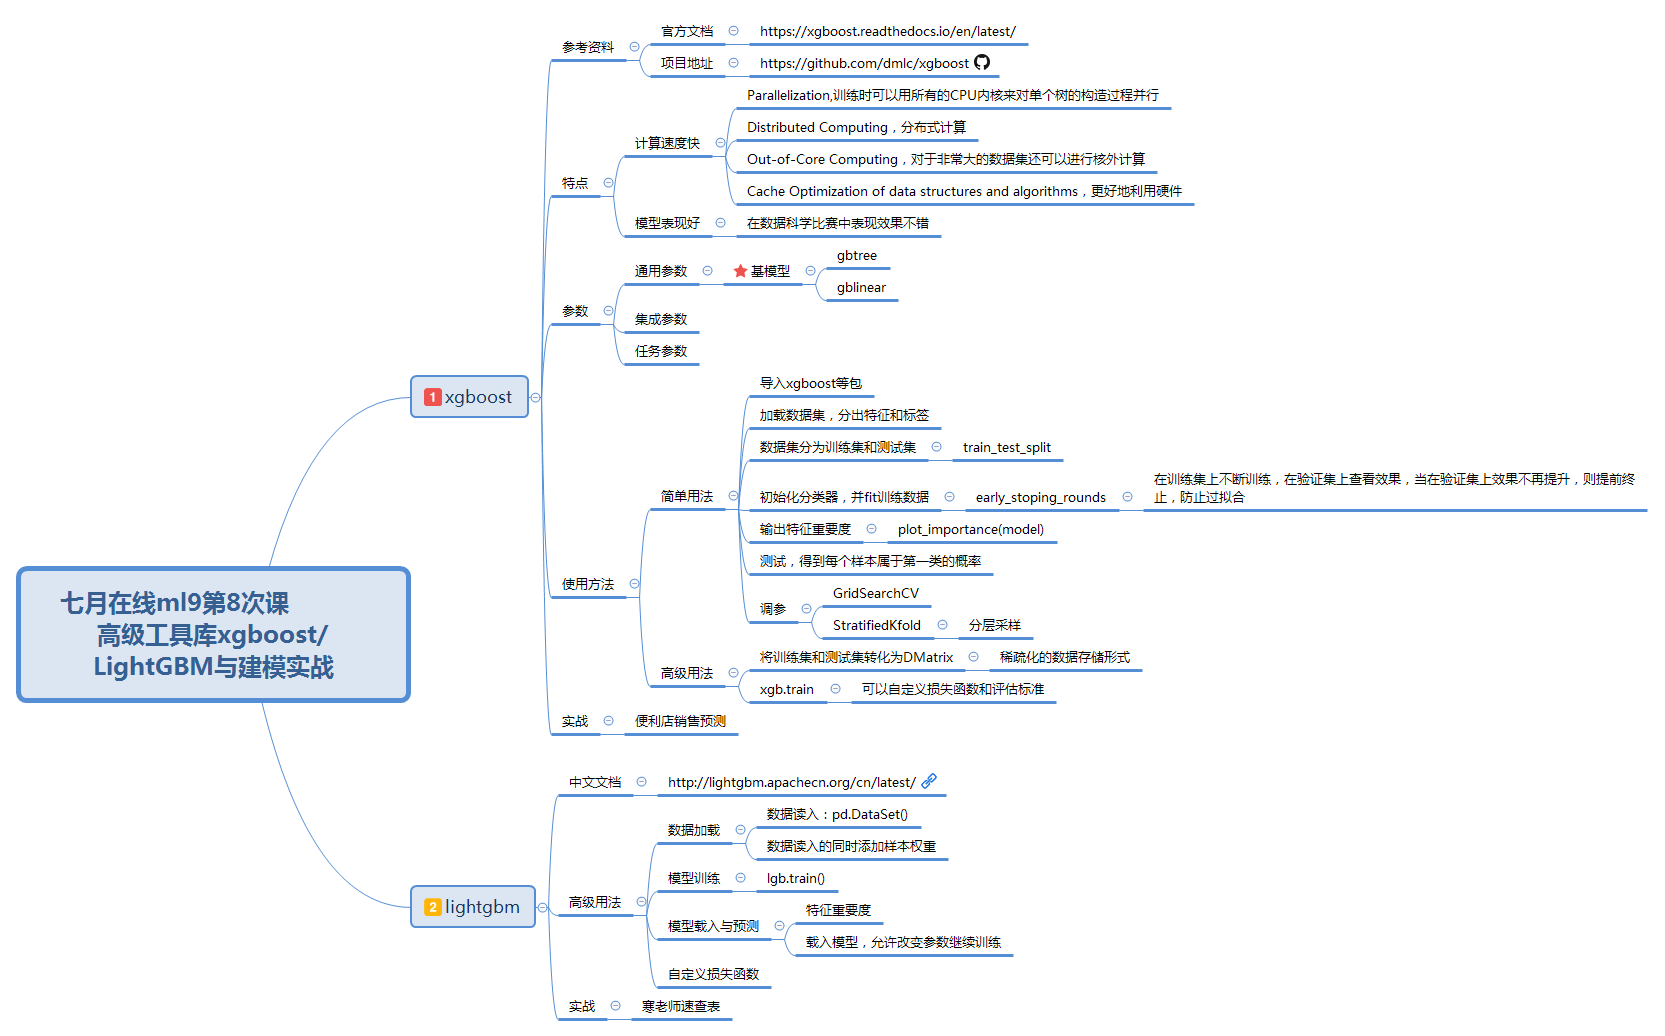 七月在线ml9第8次课
高级工具库xgboost/
LightGBM与建模实战
1 xgboost
参考资料
官方文档
https://xgboost.readthedocs.io/en/latest/
项目地址
https://github.com/dmlc/xgboost
特点
计算速度快
Parallelization,训练时可以用所有的CPU内核来对单个树的构造过程并行
Distributed Computing，分布式计算
Out-of-Core Computing，对于非常大的数据集还可以进行核外计算
Cache Optimization of data structures and algorithms，更好地利用硬件
模型表现好
在数据科学比赛中表现效果不错
参数
通用参数
基模型
gbtree
gblinear
集成参数
任务参数
使用方法
简单用法
导入xgboost等包
加载数据集，分出特征和标签
数据集分为训练集和测试集
train_test_split
初始化分类器，并fit训练数据
early_stoping_rounds
在训练集上不断训练，在验证集上查看效果，当在验证集上效果不再提升，则提前终
止，防止过拟合
输出特征重要度
plot_importance(model)
测试，得到每个样本属于第一类的概率
调参
GridSearchCV
StratifiedKfold
分层采样
高级用法
将训练集和测试集转化为DMatrix
稀疏化的数据存储形式
xgb.train
可以自定义损失函数和评估标准
实战
便利店销售预测
2 lightgbm
中文文档
http://lightgbm.apachecn.org/cn/latest/
高级用法
数据加载
数据读入：pd.DataSet()
数据读入的同时添加样本权重
模型训练
lgb.train()
模型载入与预测
特征重要度
载入模型，允许改变参数继续训练
自定义损失函数
实战
寒老师速查表